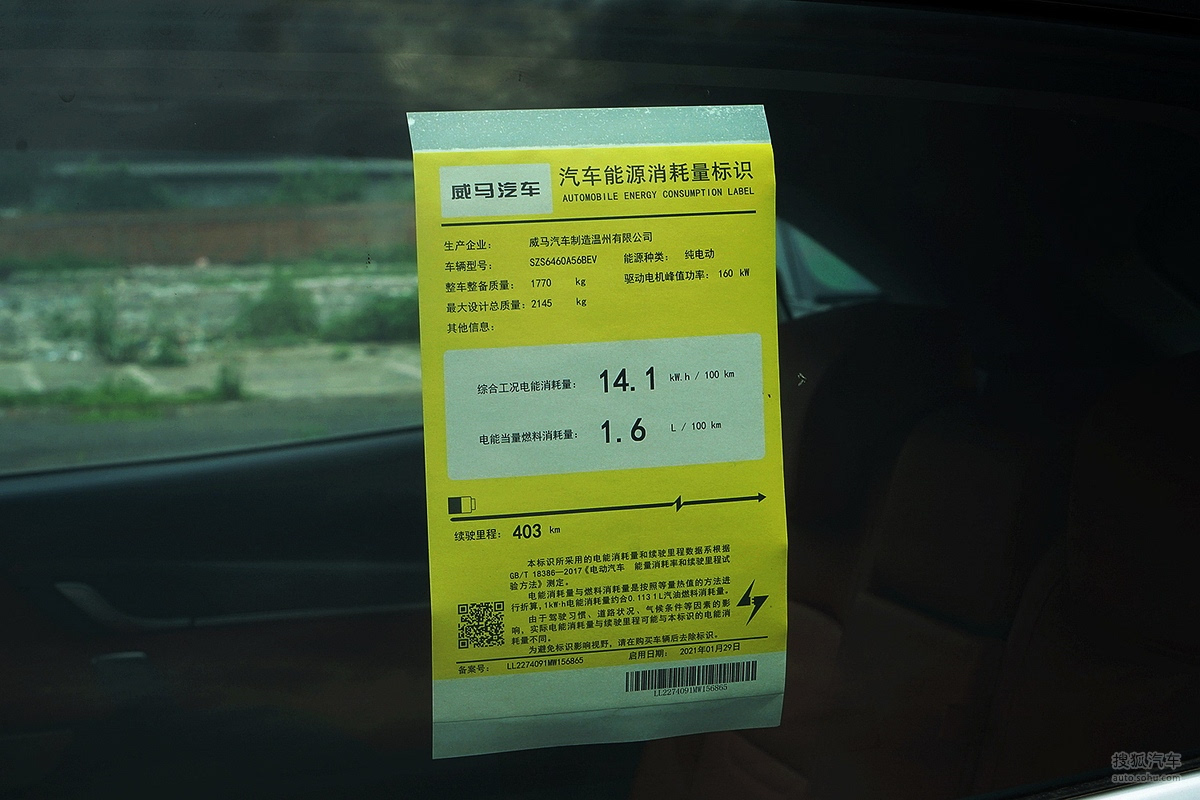 威马汽车
汽车能源消耗量标识
AUTOMOBILE ENERGY CONSUMPTION LABEL
生产企业: 威马汽车制造温州有限公司
车辆型号: SZS6460A56BEV 能源种类: 纯电动
整车整备质量: 1770 kg 驱动电机峰值功率: 160 kW
最大设计总质量: 2145 kg
其他信息:
综合工况电能消耗量: 14.1 kW.h / 100 km
电能当量燃料消耗量: 1.6 L / 100 km
续驶里程: 403 km
本标识所采用的电能消耗量和续驶里程数据系根据
GB/T 18386—2017《电动汽车 能量消耗率和续驶里程试
验方法》测定。
电能消耗量与燃料消耗量是按照等量热值的方法进
行折算,1kW·h电能消耗量约合0.1131L汽油燃料消耗量。
由于驾驶习惯、道路状况、气候条件等因素的影
响,实际电能消耗量与续驶里程可能与本标识的电能消
耗量不同。
为避免标识影响视野,请在购买车辆后去除标识。
备案号: LL2274091MW156865 启用日期: 2021年01月29日
LL2274091MW156865
搜狐汽车
auto.sohu.com